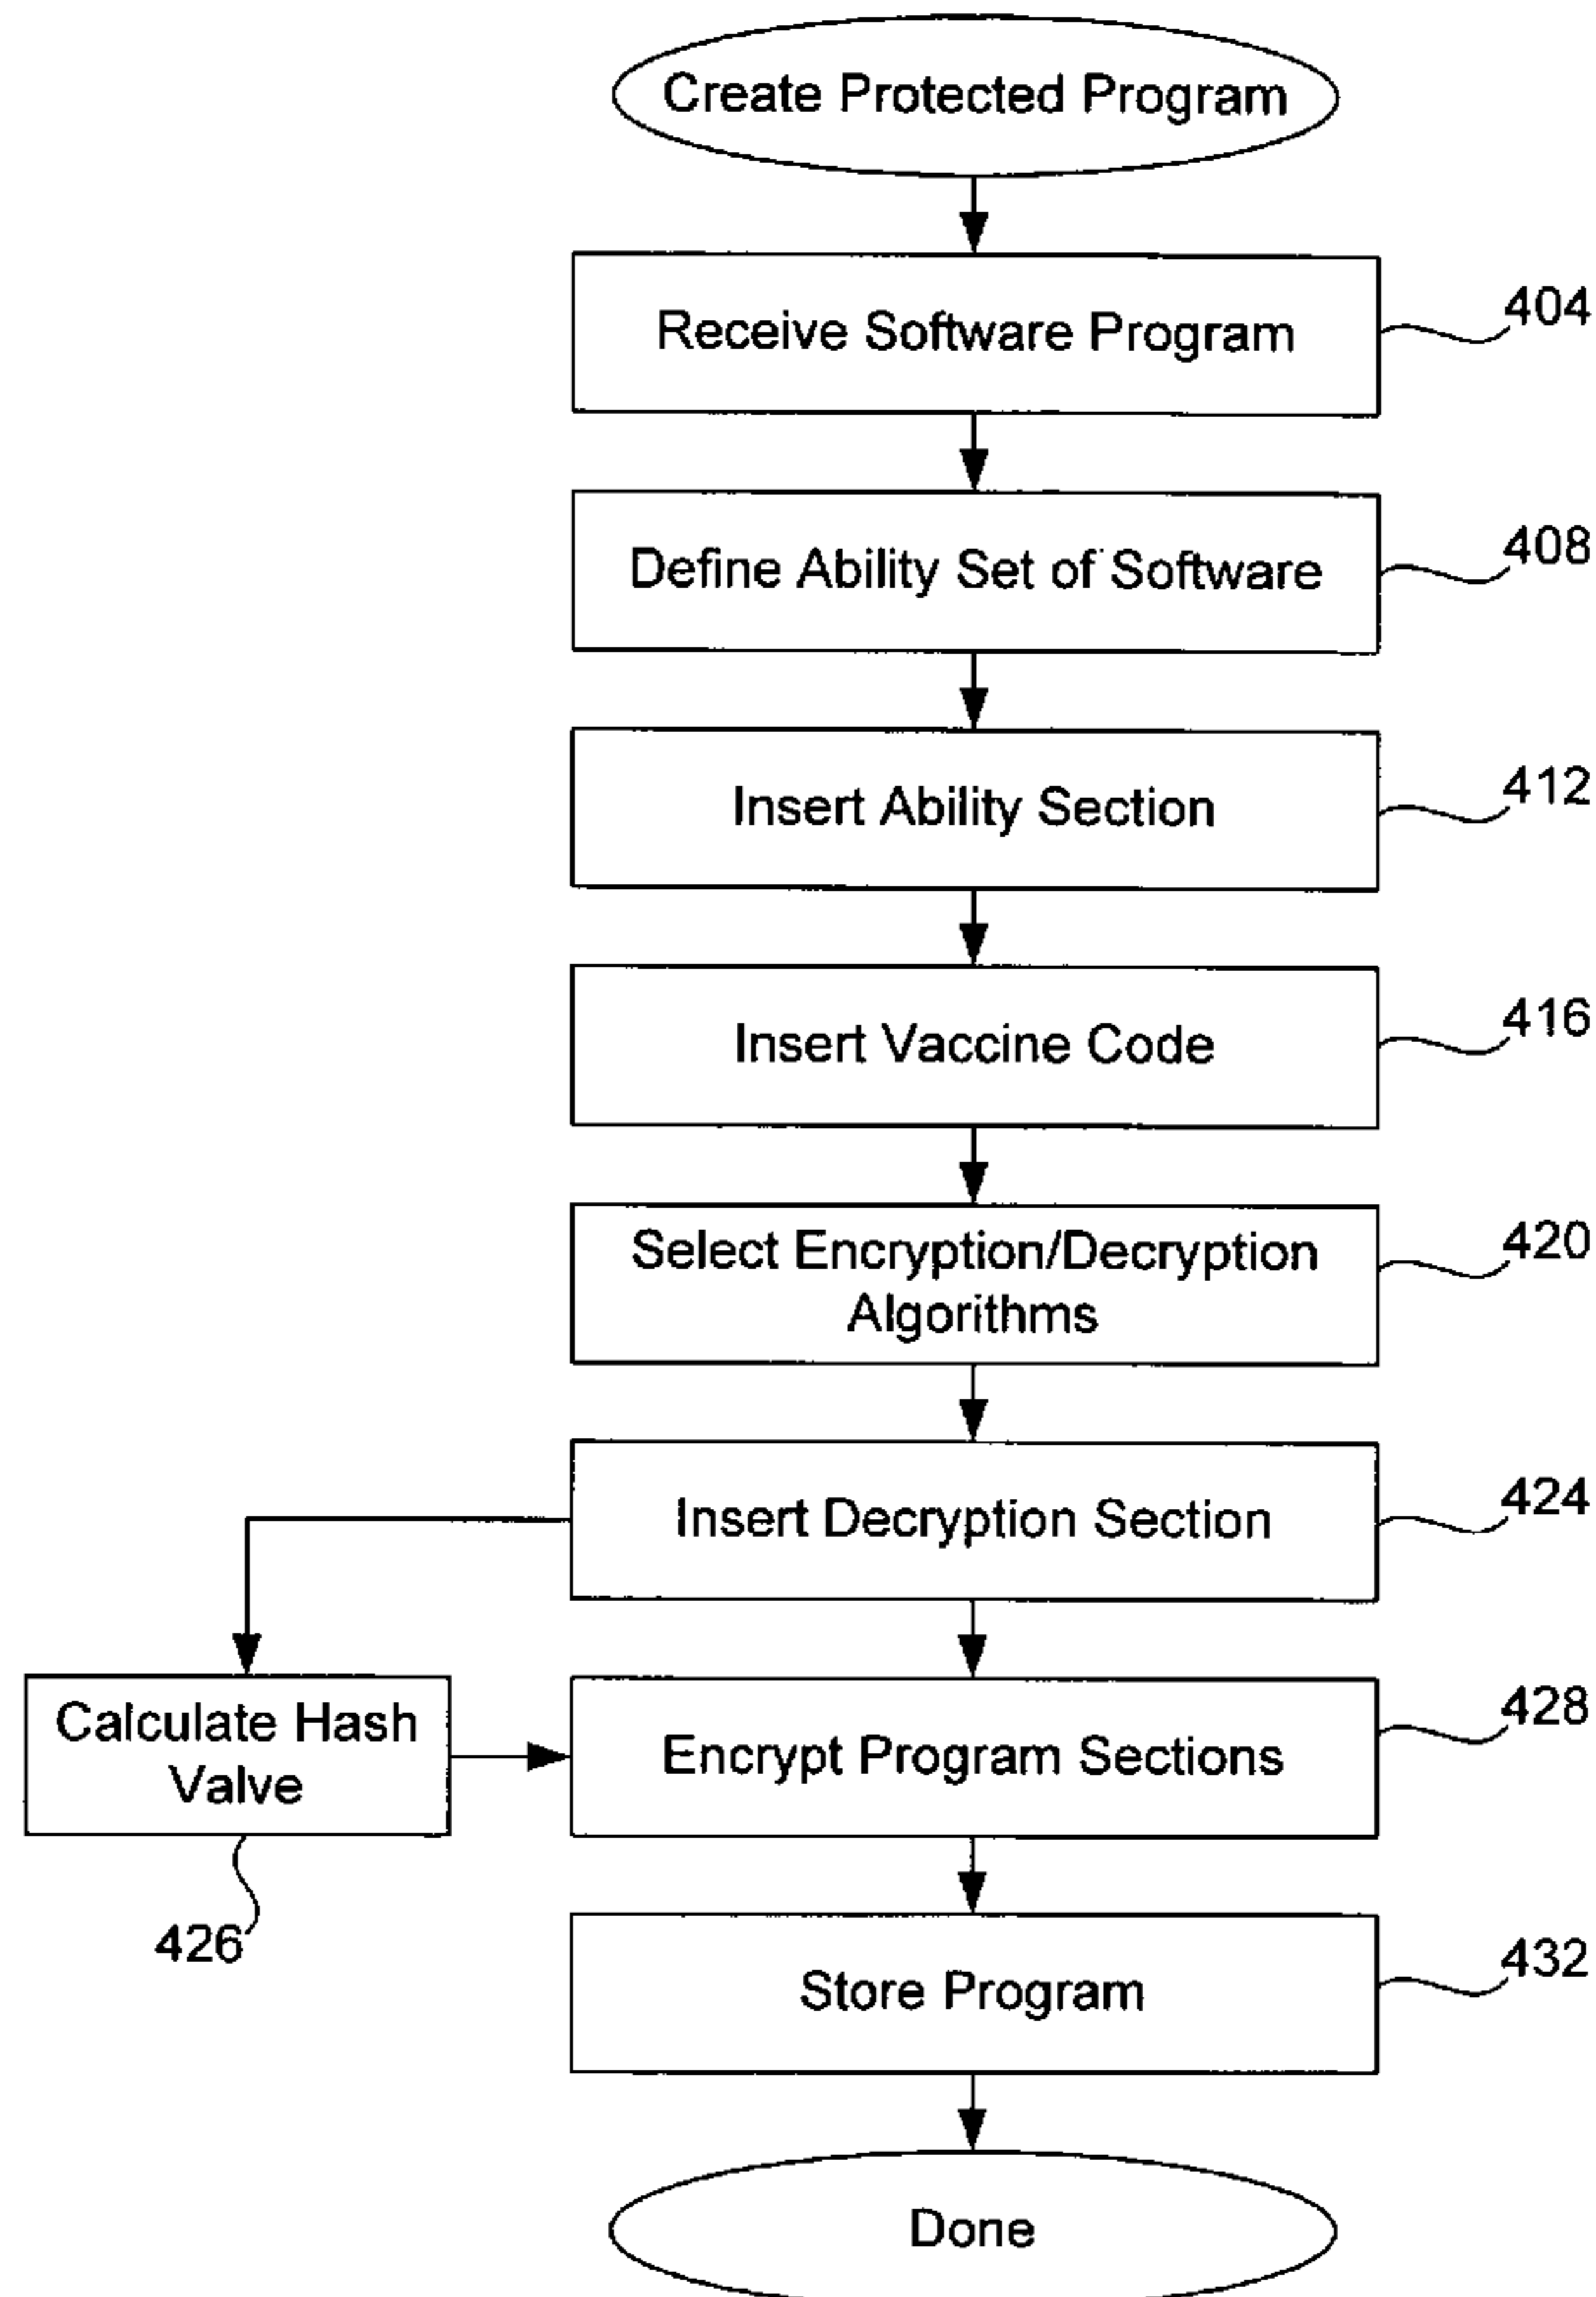 Create Protected Program
Receive Software Program
404
Define Ability Set of Software
408
Insert Ability Section
412
Insert Vaccine Code
416
Select Encryption/Decryption
Algorithms
420
Insert Decryption Section
424
Calculate Hash
Valve
426
Encrypt Program Sections
428
Store Program
432
Done